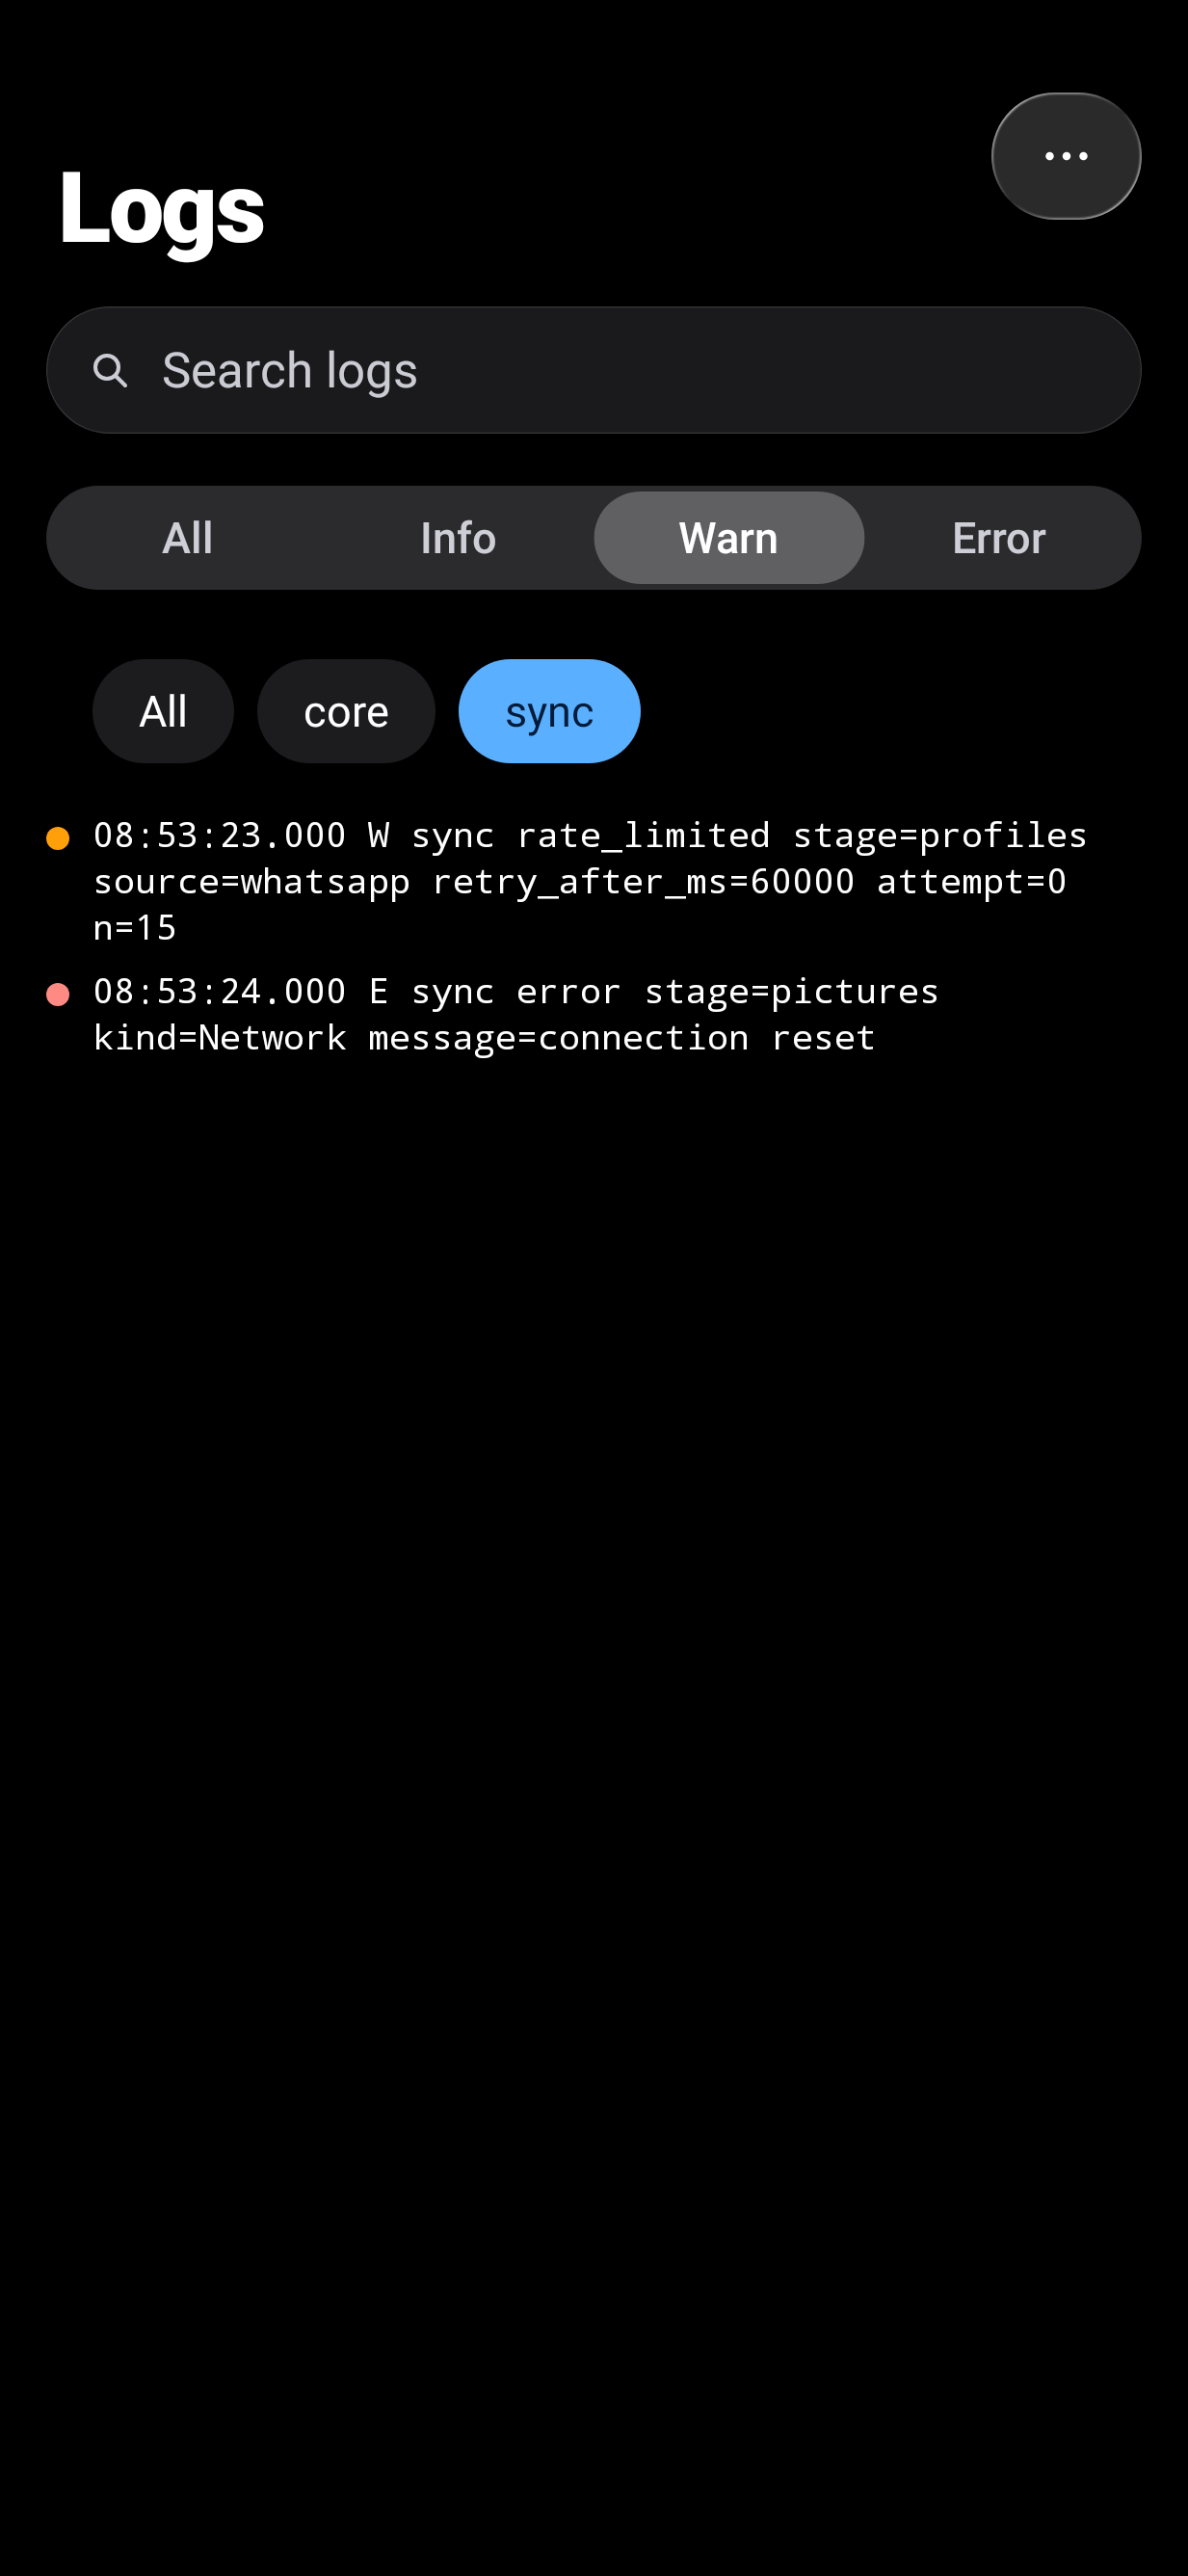 Logs
Search logs
All Info Warn Error
All core sync
08:53:23.000 W sync rate_limited stage=profiles
source=whatsapp retry_after_ms=60000 attempt=0
n=15
08:53:24.000 E sync error stage=pictures
kind=Network message=connection reset